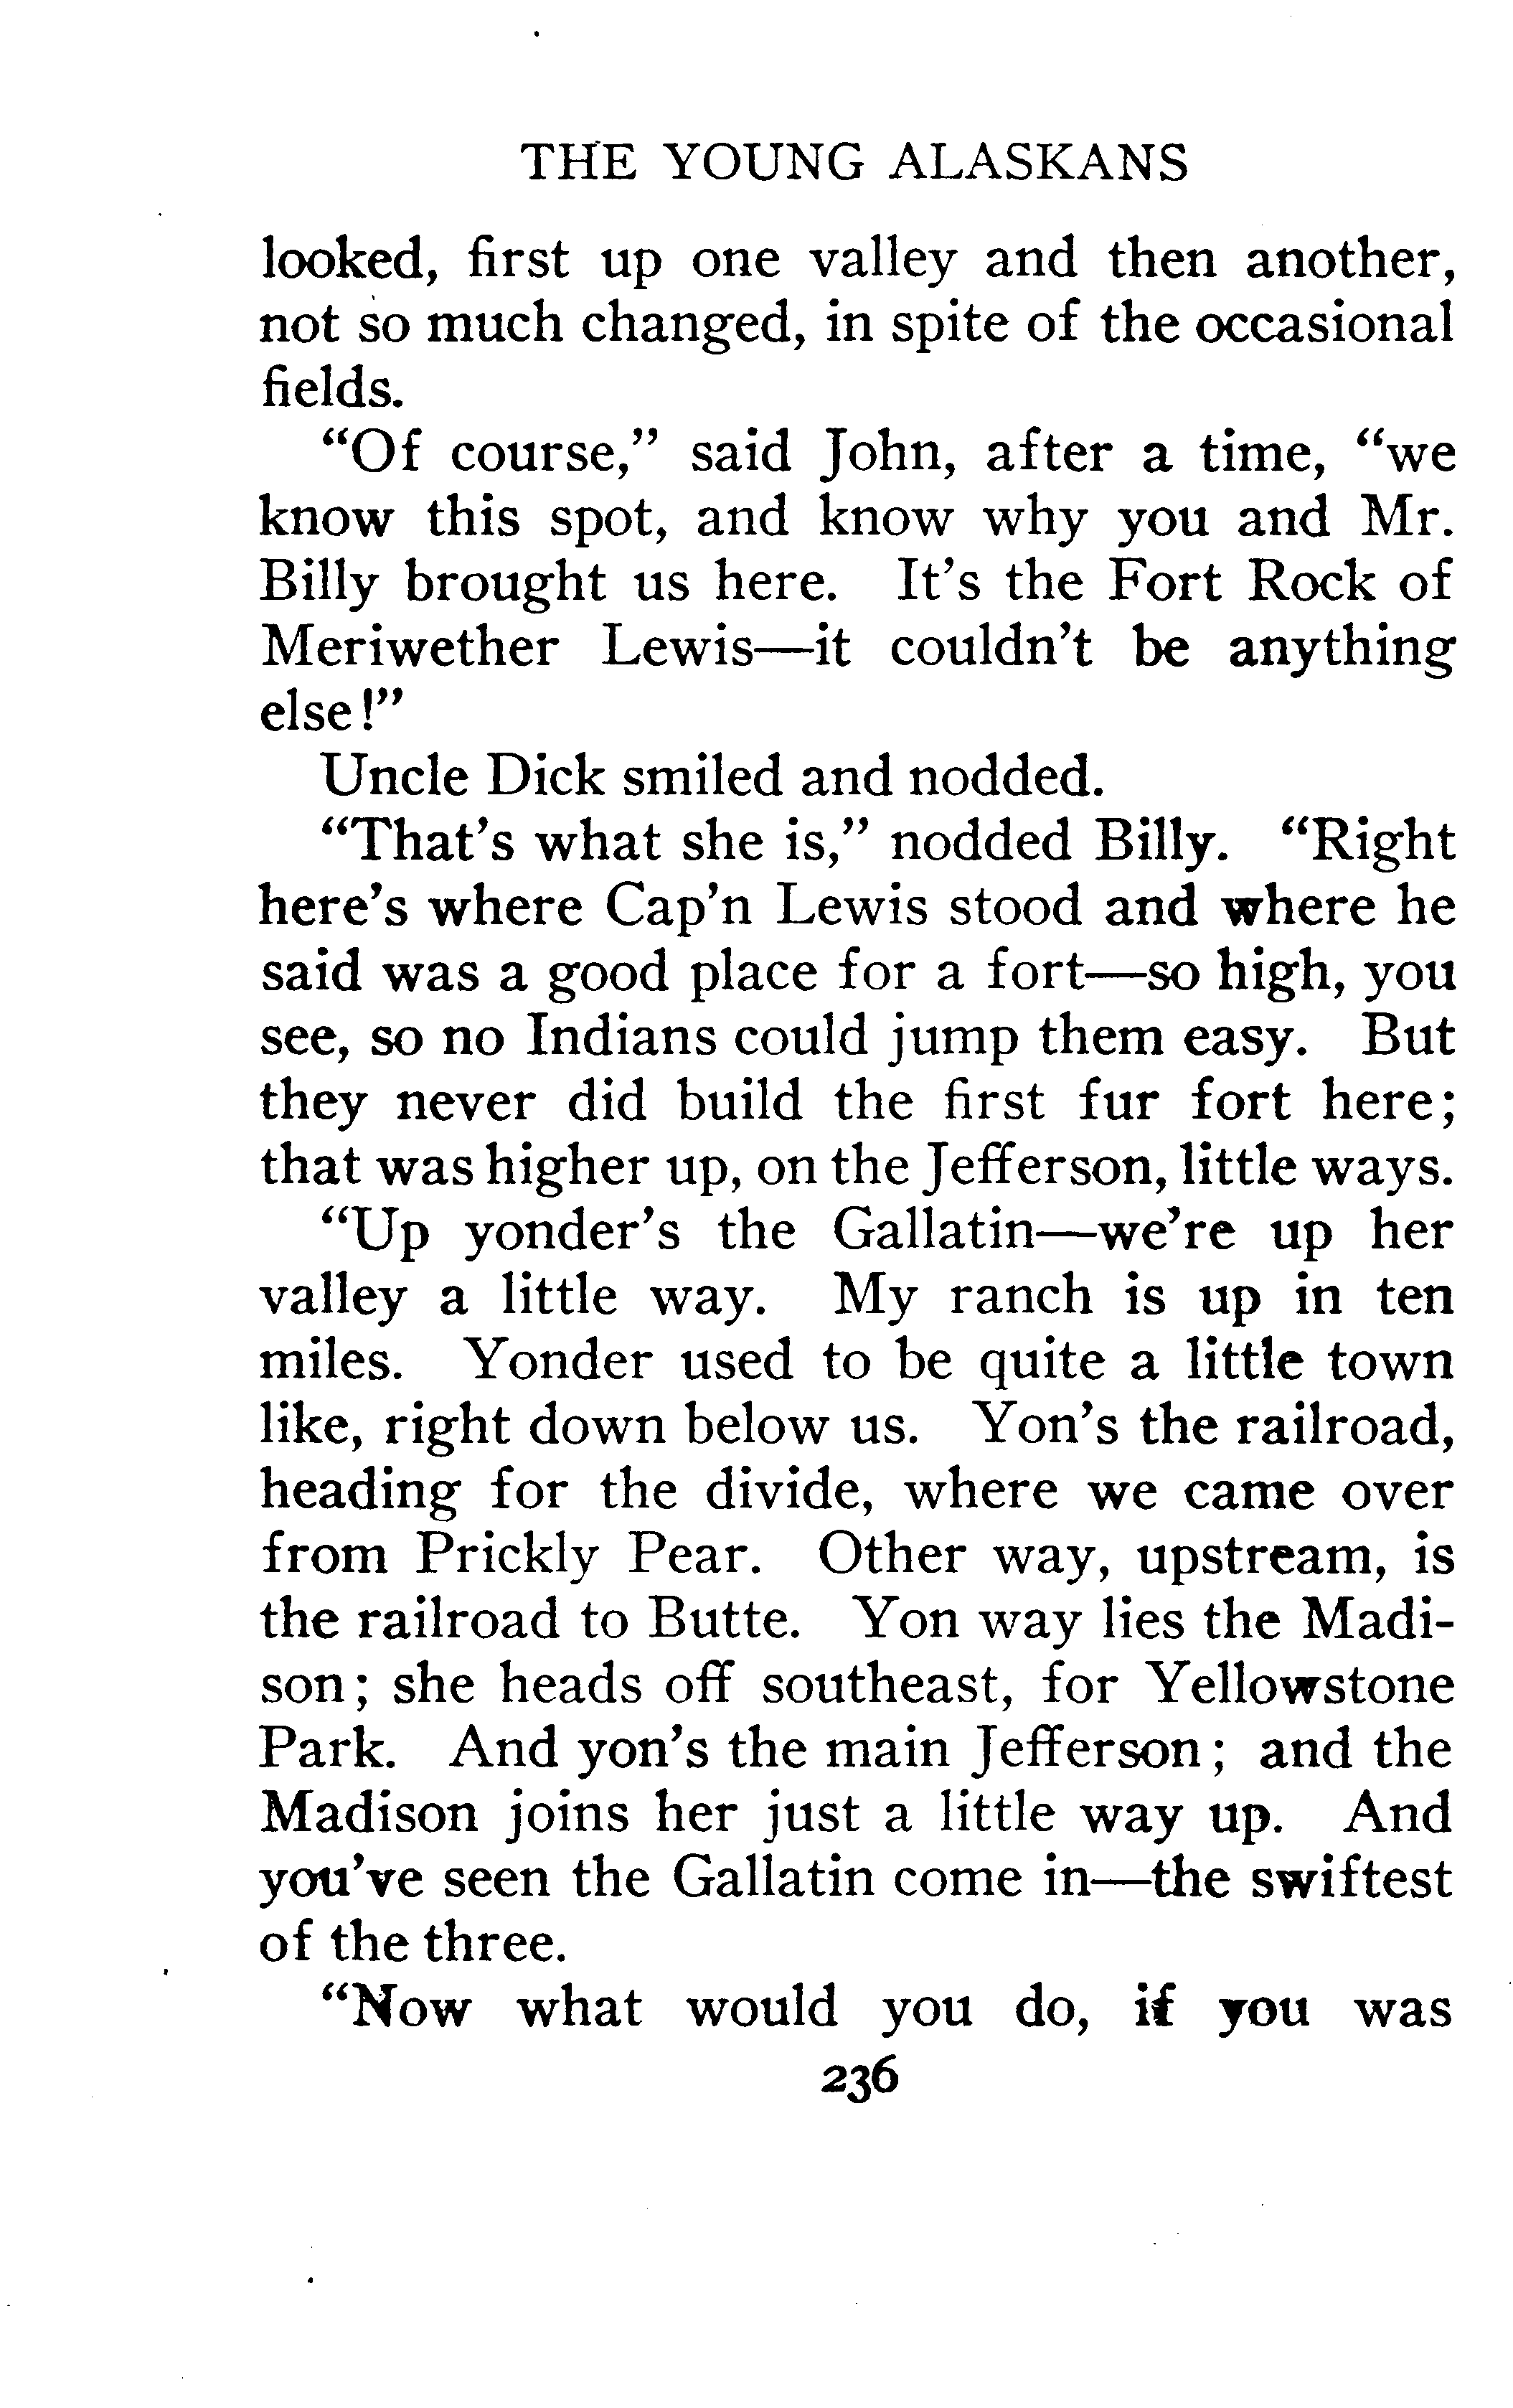 THE YOUNG ALASKANS
looked, first up one valley and then another,
not so much changed, in spite of the occasional
fields.
"Of course," said John, after a time, "we
know this spot, and know why you and Mr.
Billy brought us here. It's the Fort Rock of
Meriwether Lewis—it couldn't be anything
else!"
Uncle Dick smiled and nodded.
"That's what she is," nodded Billy. "Right
here's where Cap'n Lewis stood and where he
said was a good place for a fort—so high, you
see, so no Indians could jump them easy. But
they never did build the first fur fort here;
that was higher up, on the Jefferson, little ways.
"Up yonder's the Gallatin—we're up her
valley a little way. My ranch is up in ten
miles. Yonder used to be quite a little town
like, right down below us. Yon's the railroad,
heading for the divide, where we came over
from Prickly Pear. Other way, upstream, is
the railroad to Butte. Yon way lies the Madi-
son; she heads off southeast, for Yellowstone
Park. And yon's the main Jefferson; and the
Madison joins her just a little way up. And
you've seen the Gallatin come in—the swiftest
of the three.
"Now what would you do, if you was
236